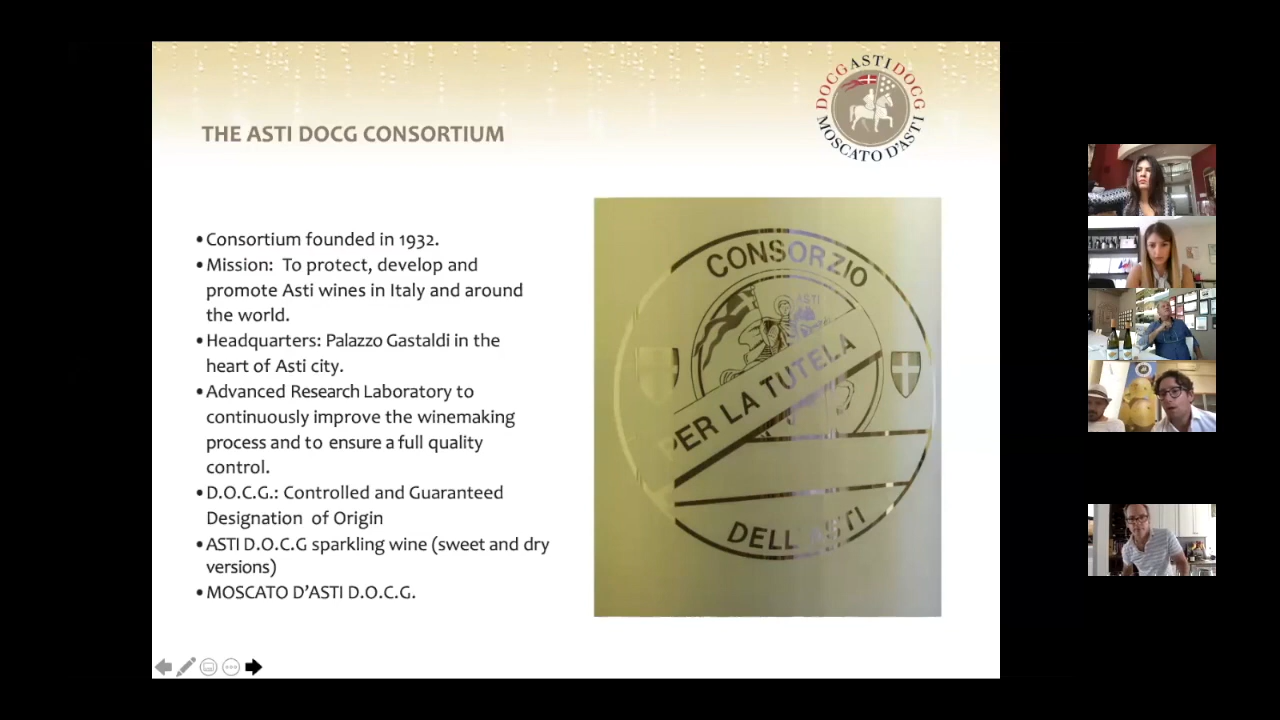 DOCG ASTI DOCG
MOSCATO D'ASTI
THE ASTI DOCG CONSORTIUM
•Consortium founded in 1932.
•Mission: To protect, develop and
promote Asti wines in Italy and around
the world.
•Headquarters: Palazzo Gastaldi in the
heart of Asti city.
•Advanced Research Laboratory to
continuously improve the winemaking
process and to ensure a full quality
control.
•D.O.C.G.: Controlled and Guaranteed
Designation of Origin
•ASTI D.O.C.G sparkling wine (sweet and dry
versions)
•MOSCATO D’ASTI D.O.C.G.
CONSORZIO
ASTI
PER LA TUTELA
DELL'ASTI